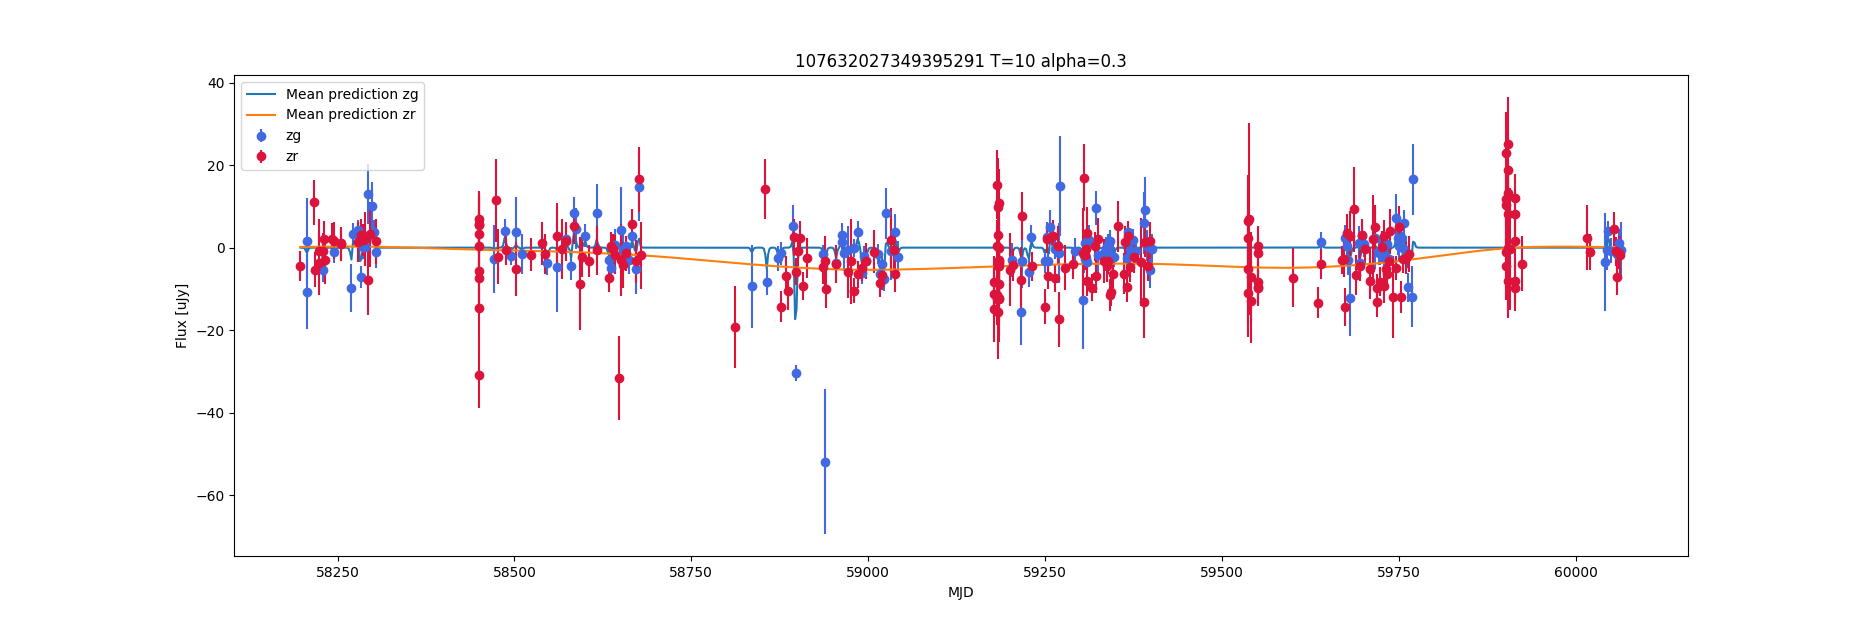 107632027349395291 T=10 alpha=0.3
Mean prediction zg
Mean prediction zr
zg
zr
40
20
0
−20
−40
−60
Flux [uJy]
58250 58500 58750 59000 59250 59500 59750 60000
MJD